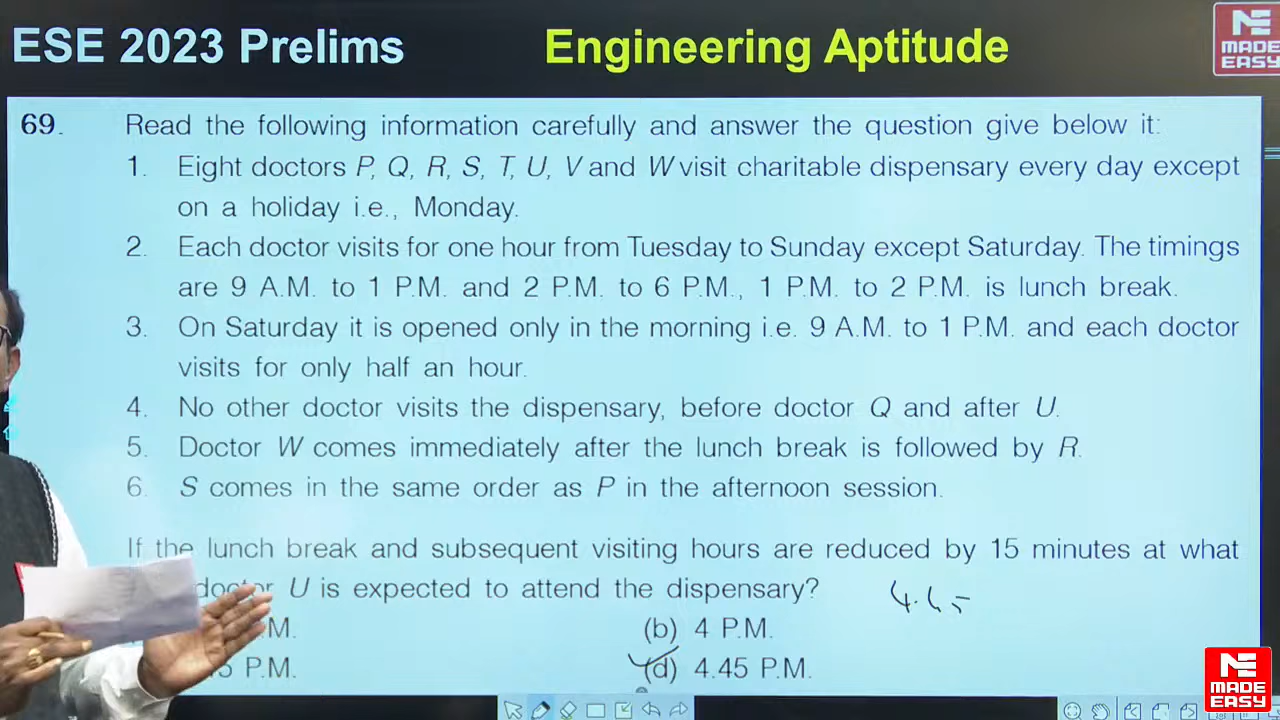 ESE 2023 Prelims Engineering Aptitude
MADE EASY
69. Read the following information carefully and answer the question give below it:
1. Eight doctors P, Q, R, S, T, U, V and W visit charitable dispensary every day except
on a holiday i.e., Monday.
2. Each doctor visits for one hour from Tuesday to Sunday except Saturday. The timings
are 9 A.M. to 1 P.M. and 2 P.M. to 6 P.M., 1 P.M. to 2 P.M. is lunch break.
3. On Saturday it is opened only in the morning i.e. 9 A.M. to 1 P.M. and each doctor
visits for only half an hour.
4. No other doctor visits the dispensary, before doctor Q and after U.
5. Doctor W comes immediately after the lunch break is followed by R.
6. S comes in the same order as P in the afternoon session.
If the lunch break and subsequent visiting hours are reduced by 15 minutes at what
doctor U is expected to attend the dispensary?
(b) 4 P.M.
P.M.
(d) 4.45 P.M.
MADE EASY